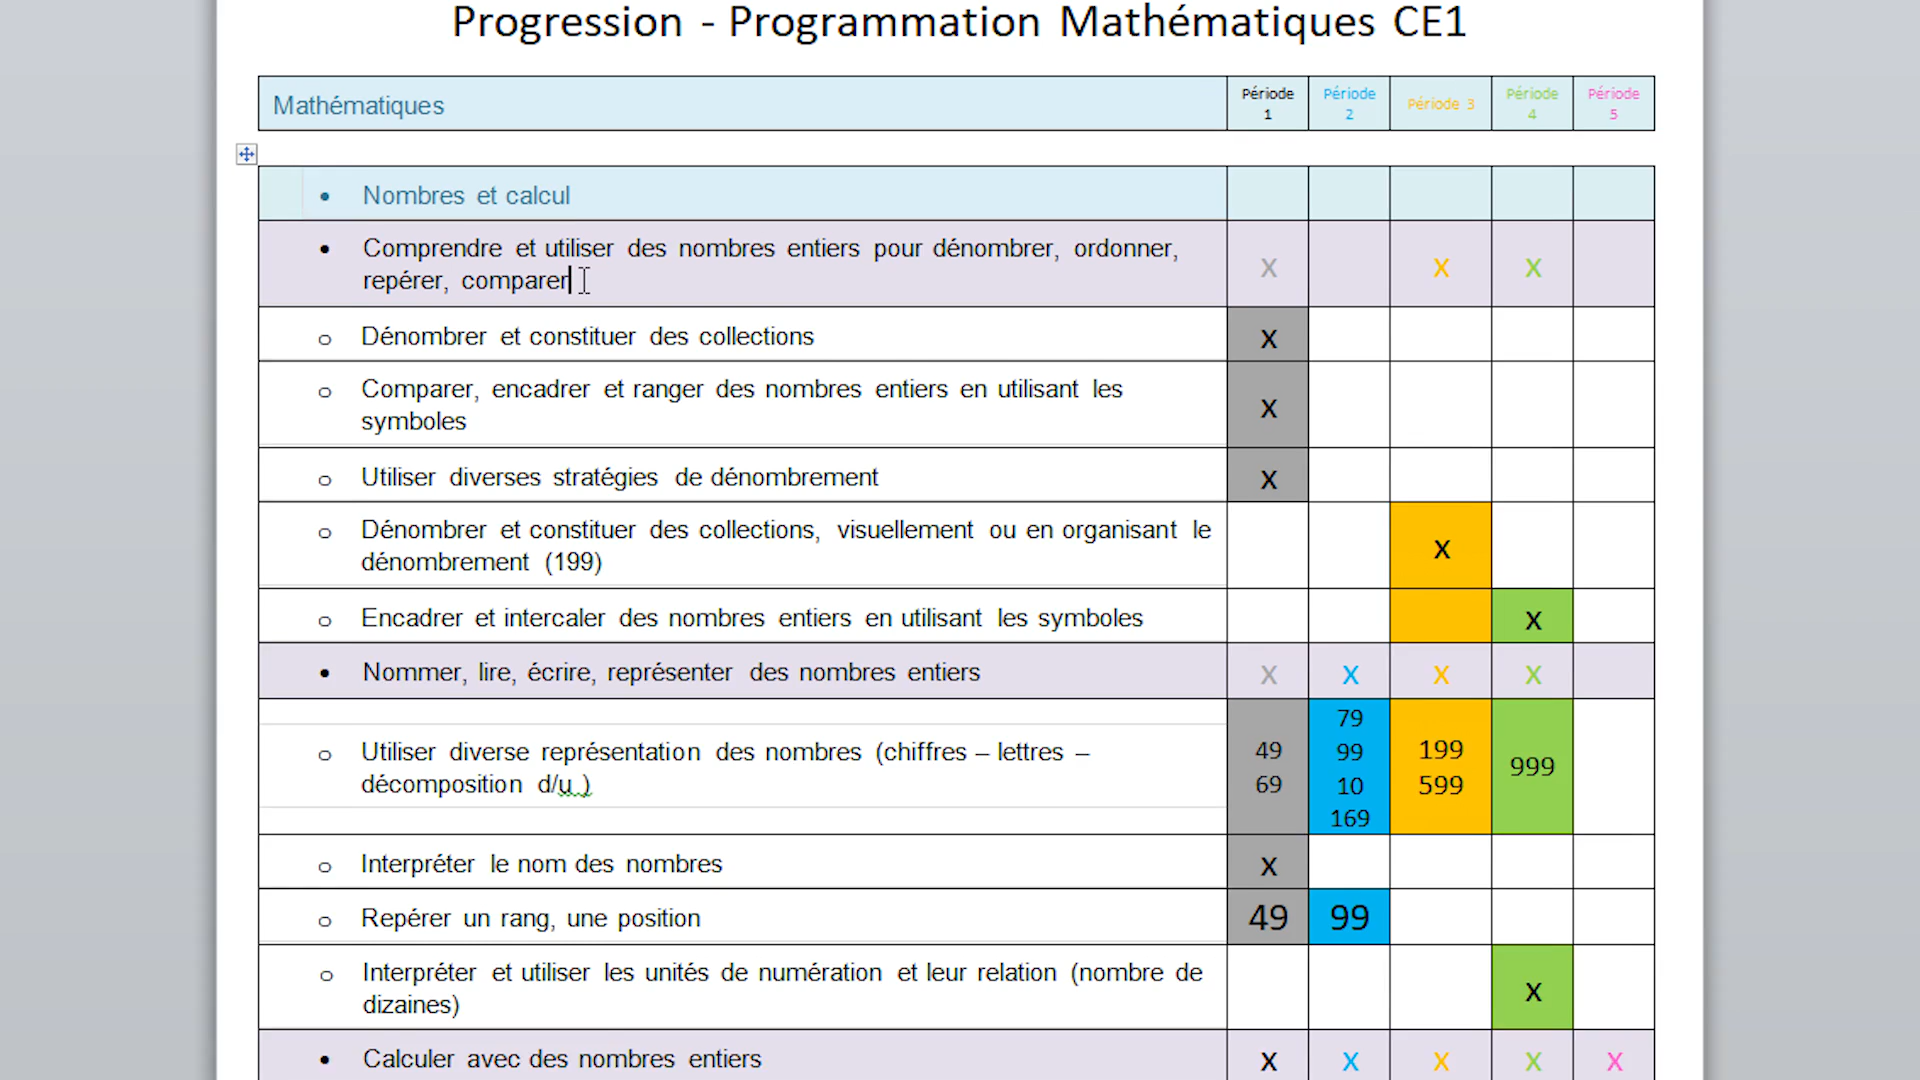 Progression - Programmation Mathématiques CE1
Mathématiques
Période 1
Période 2
Période 3
Période 4
Période 5
• Nombres et calcul
• Comprendre et utiliser des nombres entiers pour dénombrer, ordonner,
repérer, comparer
x x x
o Dénombrer et constituer des collections
x
o Comparer, encadrer et ranger des nombres entiers en utilisant les
symboles
x
o Utiliser diverses stratégies de dénombrement
x
o Dénombrer et constituer des collections, visuellement ou en organisant le
dénombrement (199)
x
o Encadrer et intercaler des nombres entiers en utilisant les symboles
x
• Nommer, lire, écrire, représenter des nombres entiers
x x x x
o Utiliser diverse représentation des nombres (chiffres – lettres –
décomposition d/u )
49
69
79
99
10
169
199
599
999
o Interpréter le nom des nombres
x
o Repérer un rang, une position
49 99
o Interpréter et utiliser les unités de numération et leur relation (nombre de
dizaines)
x
• Calculer avec des nombres entiers
x x x x x